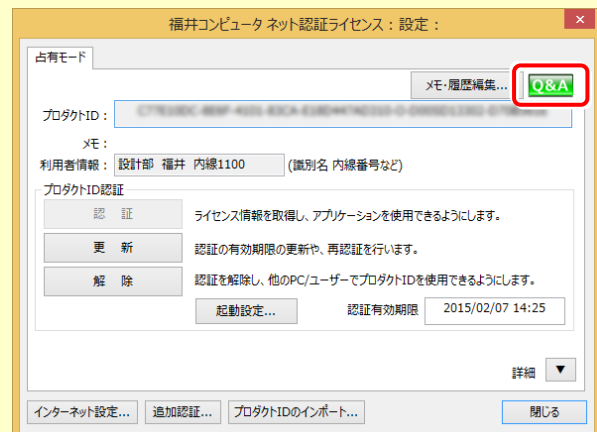 福井コンピュータ ネット認証ライセンス：設定：
占有モード
メモ・履歴編集... Q&A
プロダクトID：
メモ：
利用者情報： 設計部 福井 内線1100 (識別名 内線番号など)
プロダクトID認証
認 証 ライセンス情報を取得し、アプリケーションを使用できるようにします。
更 新 認証の有効期限の更新や、再認証を行います。
解 除 認証を解除し、他のPC/ユーザーでプロダクトIDを使用できるようにします。
起動設定... 認証有効期限 2015/02/07 14:25
詳細 ▼
インターネット設定... 追加認証... プロダクトIDのインポート... 閉じる